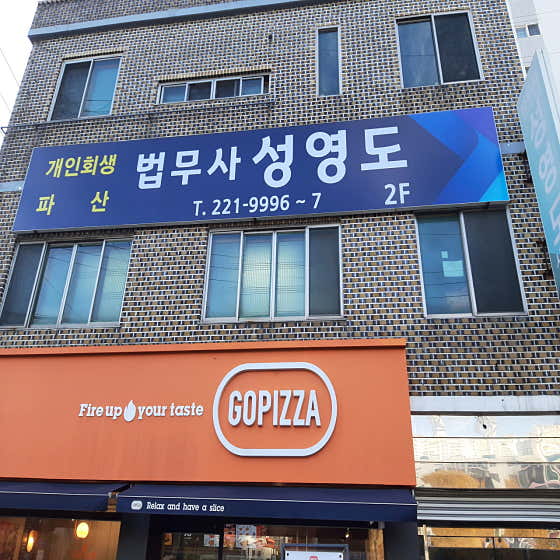 개인회생
파 산
법무사 성영도
T. 221-9996 ~ 7
2F
Fire up your taste
GOPIZZA
Relax and have a slice